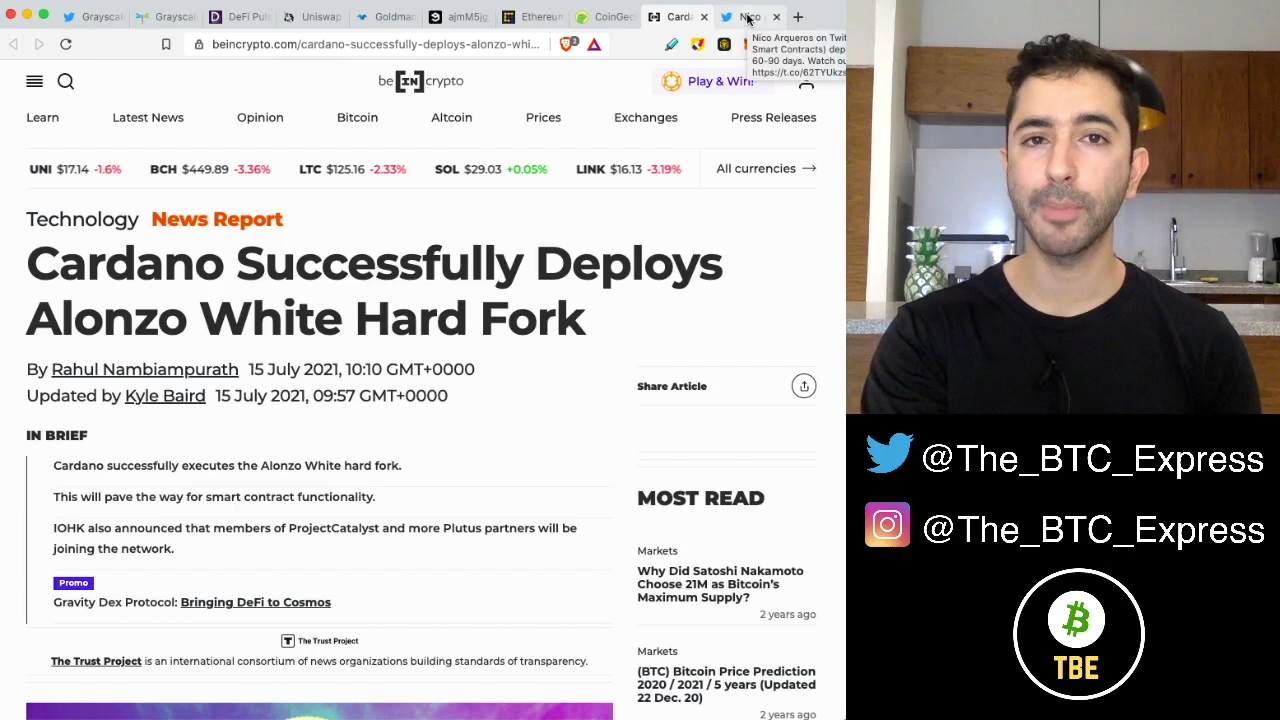 Grayscal
Grayscal
DeFi Pul
Uniswap
Goldman
ajmM5jg
Ethereun
CoinGec
Carda
Nico
beincrypto.com/cardano-successfully-deploys-alonzo-whi...
2
Nico Arqueros on Twit
Smart Contracts) dep
60-90 days. Watch ou
https://t.co/62TYUkzs
be[IN]crypto
Play & Win!
Learn
Latest News
Opinion
Bitcoin
Altcoin
Prices
Exchanges
Press Releases
UNI $17.14 -1.6%
BCH $449.89 -3.36%
LTC $125.16 -2.33%
SOL $29.03 +0.05%
LINK $16.13 -3.19%
All currencies →
Technology News Report
Cardano Successfully Deploys
Alonzo White Hard Fork
By Rahul Nambiampurath 15 July 2021, 10:10 GMT+0000
Updated by Kyle Baird 15 July 2021, 09:57 GMT+0000
Share Article
IN BRIEF
Cardano successfully executes the Alonzo White hard fork.
This will pave the way for smart contract functionality.
IOHK also announced that members of ProjectCatalyst and more Plutus partners will be
joining the network.
Promo
Gravity Dex Protocol: Bringing DeFi to Cosmos
T The Trust Project
The Trust Project is an international consortium of news organizations building standards of transparency.
MOST READ
Markets
Why Did Satoshi Nakamoto
Choose 21M as Bitcoin's
Maximum Supply?
2 years ago
Markets
(BTC) Bitcoin Price Prediction
2020 / 2021 / 5 years (Updated
22 Dec. 20)
2 years ago
@The_BTC_Express
@The_BTC_Express
TBE